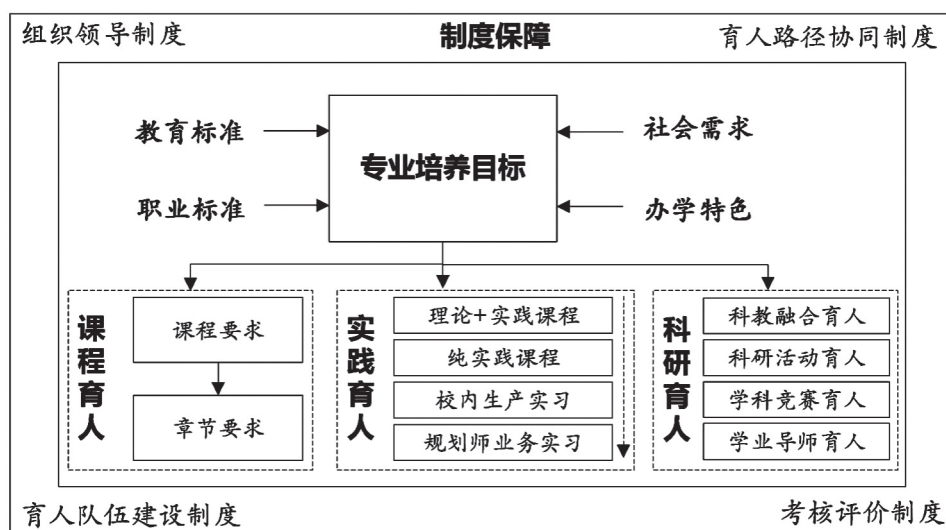 组织领导制度
制度保障
育人路径协同制度
教育标准
社会需求
专业培养目标
职业标准
办学特色
课程育人
课程要求
章节要求
实践育人
理论+实践课程
纯实践课程
校内生产实习
规划师业务实习
科研育人
科教融合育人
科研活动育人
学科竞赛育人
学业导师育人
育人队伍建设制度
考核评价制度